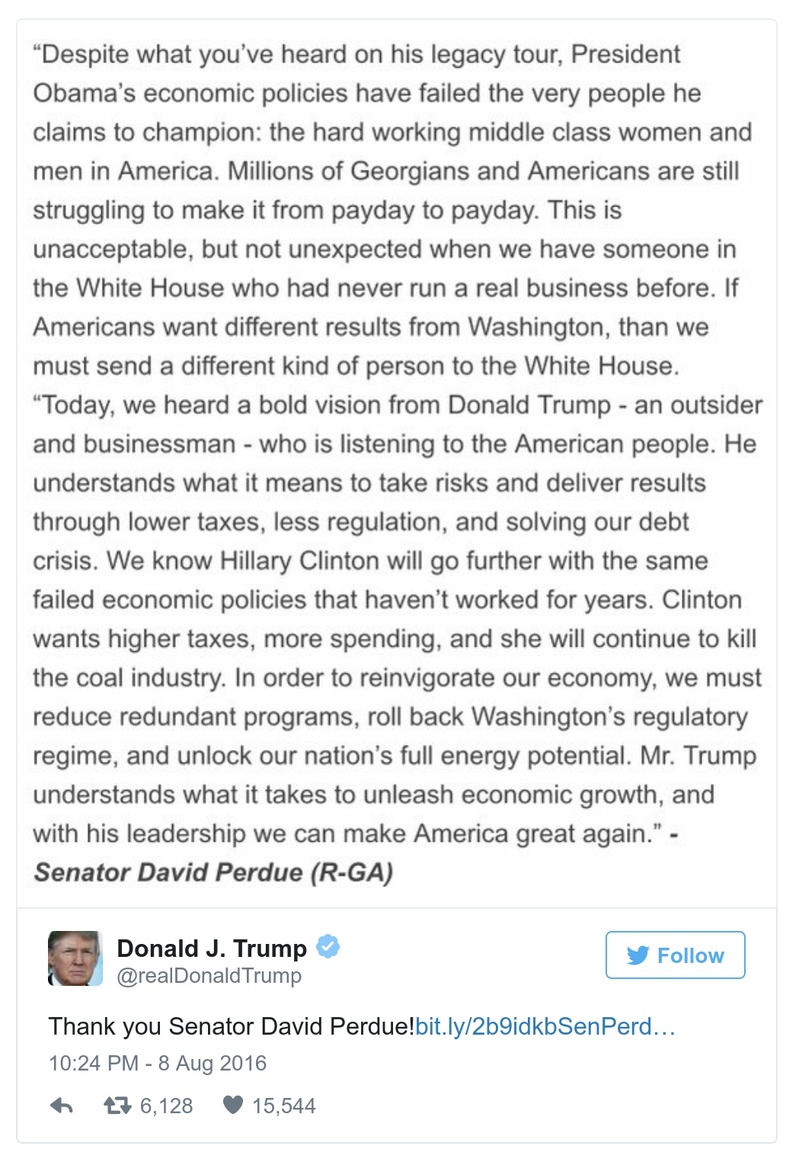 “Despite what you’ve heard on his legacy tour, President
Obama’s economic policies have failed the very people he
claims to champion: the hard working middle class women and
men in America. Millions of Georgians and Americans are still
struggling to make it from payday to payday. This is
unacceptable, but not unexpected when we have someone in
the White House who had never run a real business before. If
Americans want different results from Washington, than we
must send a different kind of person to the White House.
“Today, we heard a bold vision from Donald Trump - an outsider
and businessman - who is listening to the American people. He
understands what it means to take risks and deliver results
through lower taxes, less regulation, and solving our debt
crisis. We know Hillary Clinton will go further with the same
failed economic policies that haven’t worked for years. Clinton
wants higher taxes, more spending, and she will continue to kill
the coal industry. In order to reinvigorate our economy, we must
reduce redundant programs, roll back Washington’s regulatory
regime, and unlock our nation’s full energy potential. Mr. Trump
understands what it takes to unleash economic growth, and
with his leadership we can make America great again.” -
Senator David Perdue (R-GA)
Donald J. Trump
@realDonaldTrump
Follow
Thank you Senator David Perdue!bit.ly/2b9idkbSenPerd…
10:24 PM - 8 Aug 2016
6,128 15,544